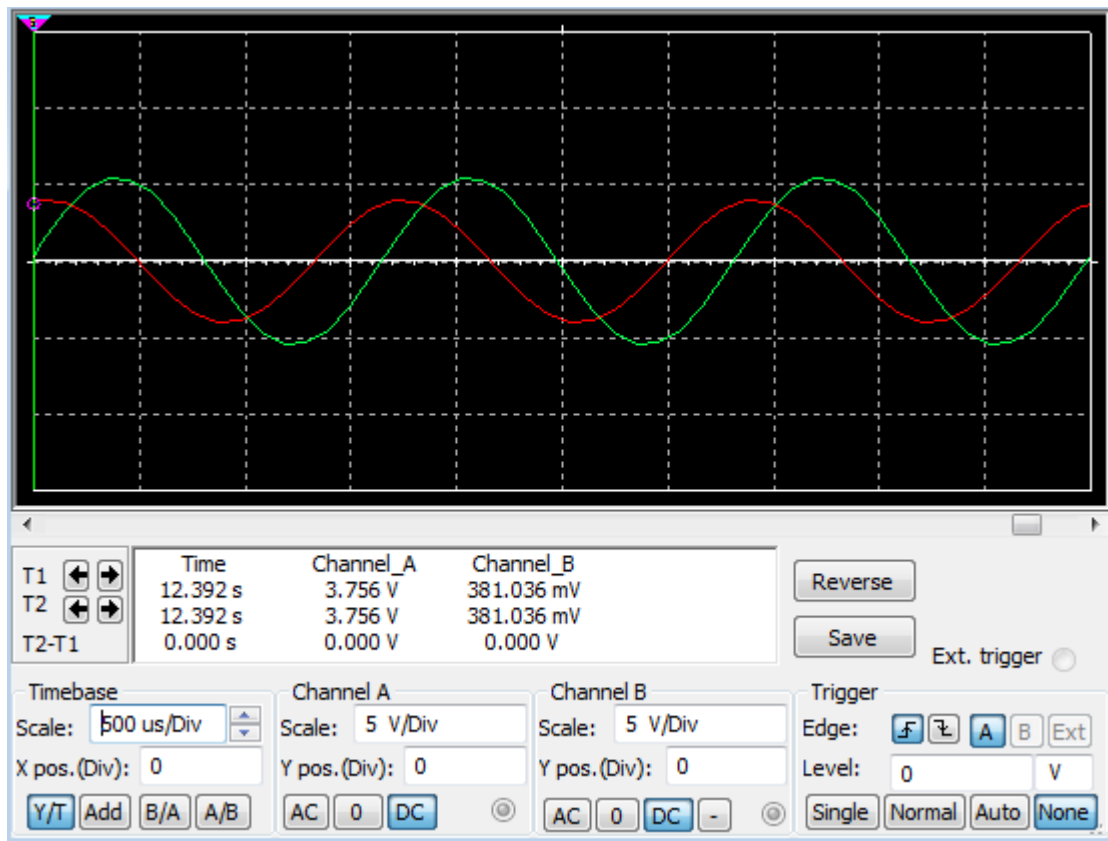 Time Channel_A Channel_B
T1 12.392 s 3.756 V 381.036 mV
T2 12.392 s 3.756 V 381.036 mV
T2-T1 0.000 s 0.000 V 0.000 V
Reverse
Save
Ext. trigger
Timebase
Scale: 500 us/Div
X pos.(Div): 0
Y/T Add B/A A/B
Channel A
Scale: 5 V/Div
Y pos.(Div): 0
AC 0 DC
Channel B
Scale: 5 V/Div
Y pos.(Div): 0
AC 0 DC -
Trigger
Edge: A B Ext
Level: 0 V
Single Normal Auto None